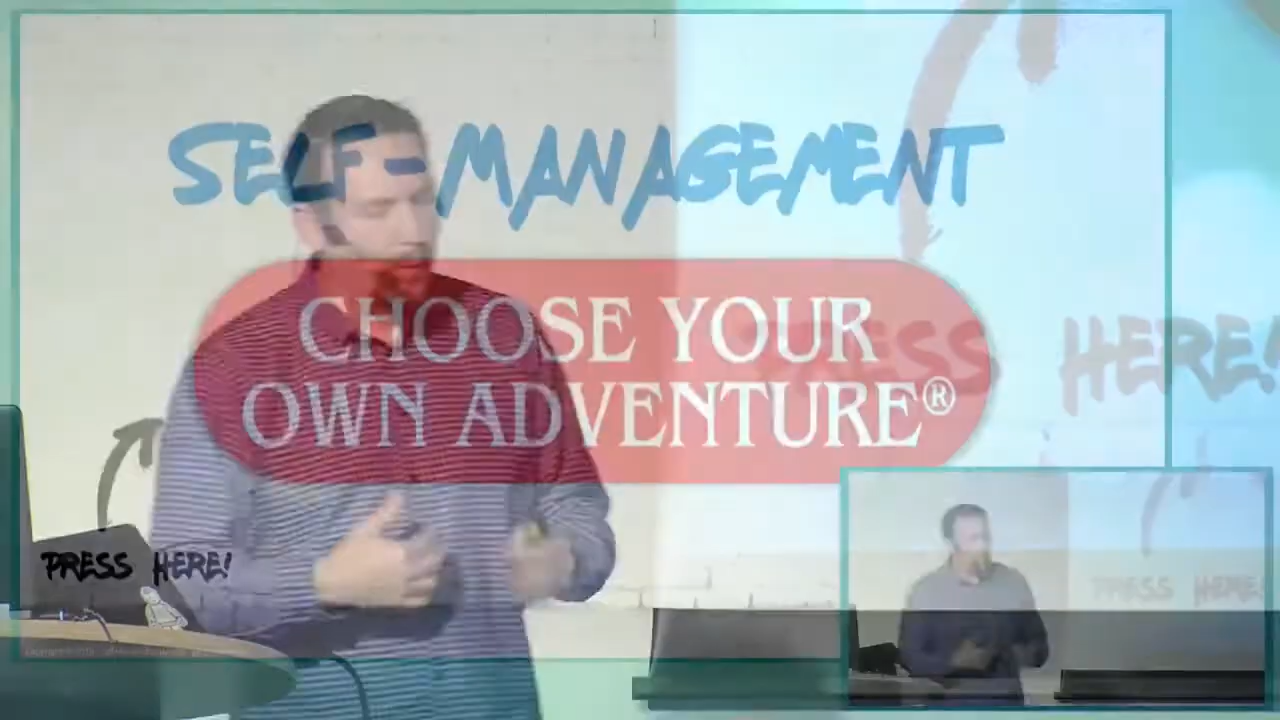 SELF-MANAGEMENT
CHOOSE YOUR
OWN ADVENTURE®
PRESS HERE!
PRESS HERE!
PRESS HERE!